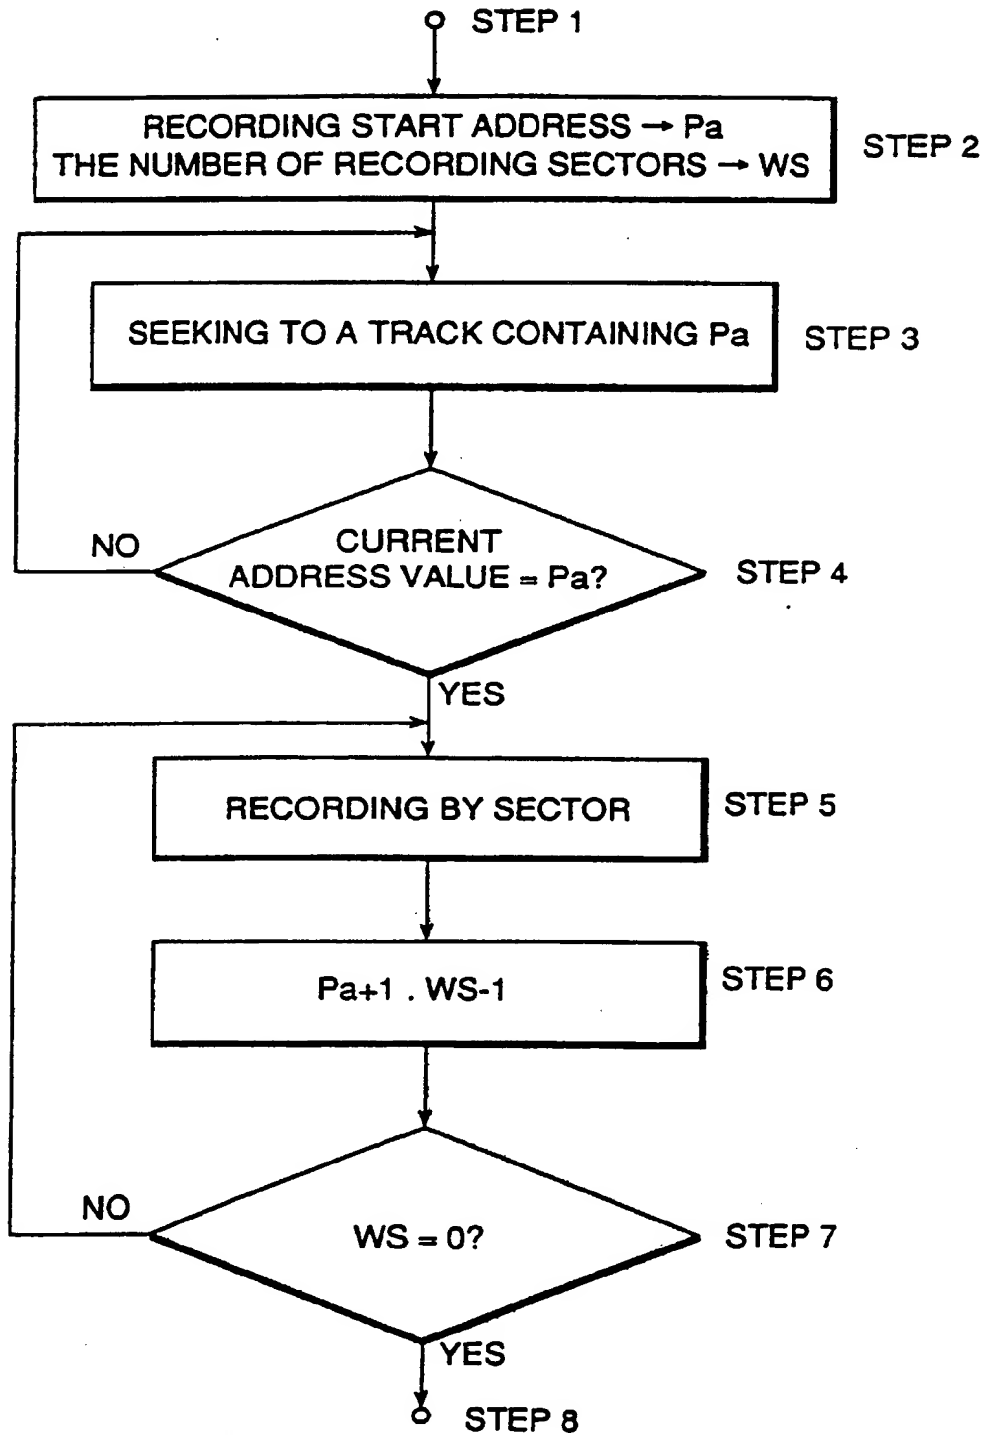 STEP 1
RECORDING START ADDRESS → Pa
THE NUMBER OF RECORDING SECTORS → WS
STEP 2
SEEKING TO A TRACK CONTAINING Pa
STEP 3
CURRENT
ADDRESS VALUE = Pa?
NO
STEP 4
YES
RECORDING BY SECTOR
STEP 5
Pa+1 . WS-1
STEP 6
NO
WS = 0?
STEP 7
YES
STEP 8